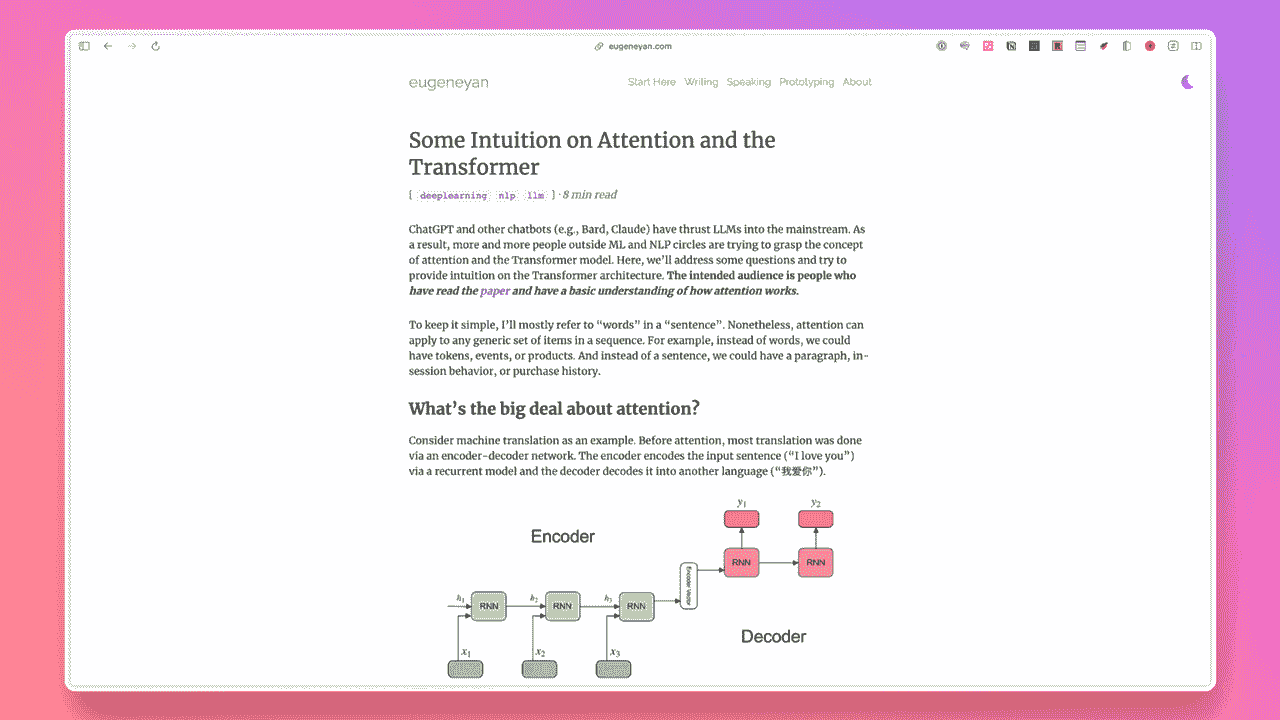 eugeneyan.com
eugeneyan
Start Here Writing Speaking Prototyping About
Some Intuition on Attention and the
Transformer
[ deeplearning nlp llm ] · 8 min read
ChatGPT and other chatbots (e.g., Bard, Claude) have thrust LLMs into the mainstream. As
a result, more and more people outside ML and NLP circles are trying to grasp the concept
of attention and the Transformer model. Here, we’ll address some questions and try to
provide intuition on the Transformer architecture. The intended audience is people who
have read the paper and have a basic understanding of how attention works.
To keep it simple, I’ll mostly refer to “words” in a “sentence”. Nonetheless, attention can
apply to any generic set of items in a sequence. For example, instead of words, we could
have tokens, events, or products. And instead of a sentence, we could have a paragraph, in-
session behavior, or purchase history.
What’s the big deal about attention?
Consider machine translation as an example. Before attention, most translation was done
via an encoder-decoder network. The encoder encodes the input sentence (“I love you”)
via a recurrent model and the decoder decodes it into another language (“我爱你”).
y1 y2
Encoder
RNN RNN
Encoder Vector
h1 RNN h2 RNN h3 RNN
Decoder
x1 x2 x3